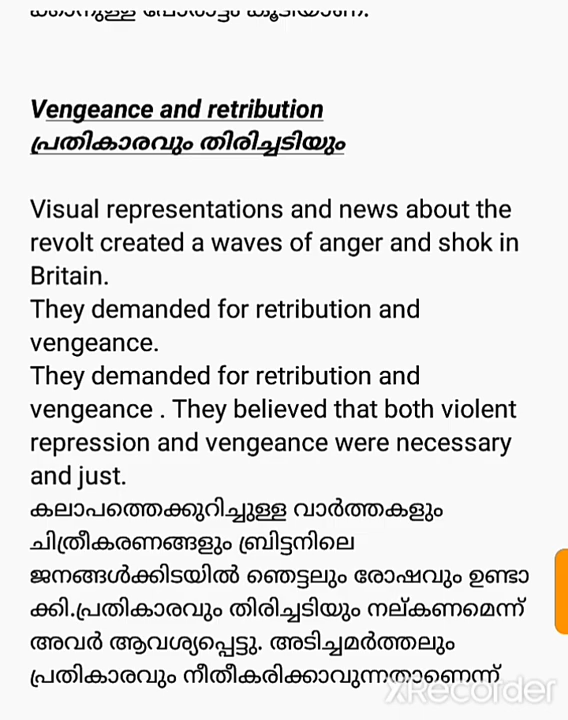 Vengeance and retribution
പ്രതികാരവും തിരിച്ചടിയും
Visual representations and news about the
revolt created a waves of anger and shok in
Britain.
They demanded for retribution and
vengeance.
They demanded for retribution and
vengeance . They believed that both violent
repression and vengeance were necessary
and just.
കലാപത്തെക്കുറിച്ചുള്ള വാർത്തകളും
ചിത്രീകരണങ്ങളും ബ്രിട്ടനിലെ
ജനങ്ങൾക്കിടയിൽ ഞെട്ടലും രോഷവും ഉണ്ടാ
ക്കി.പ്രതികാരവും തിരിച്ചടിയും നല്കണമെന്ന്
അവർ ആവശ്യപ്പെട്ടു. അടിച്ചമർത്തലും
പ്രതികാരവും നീതീകരിക്കാവുന്നതാണെന്ന്
XRecorder